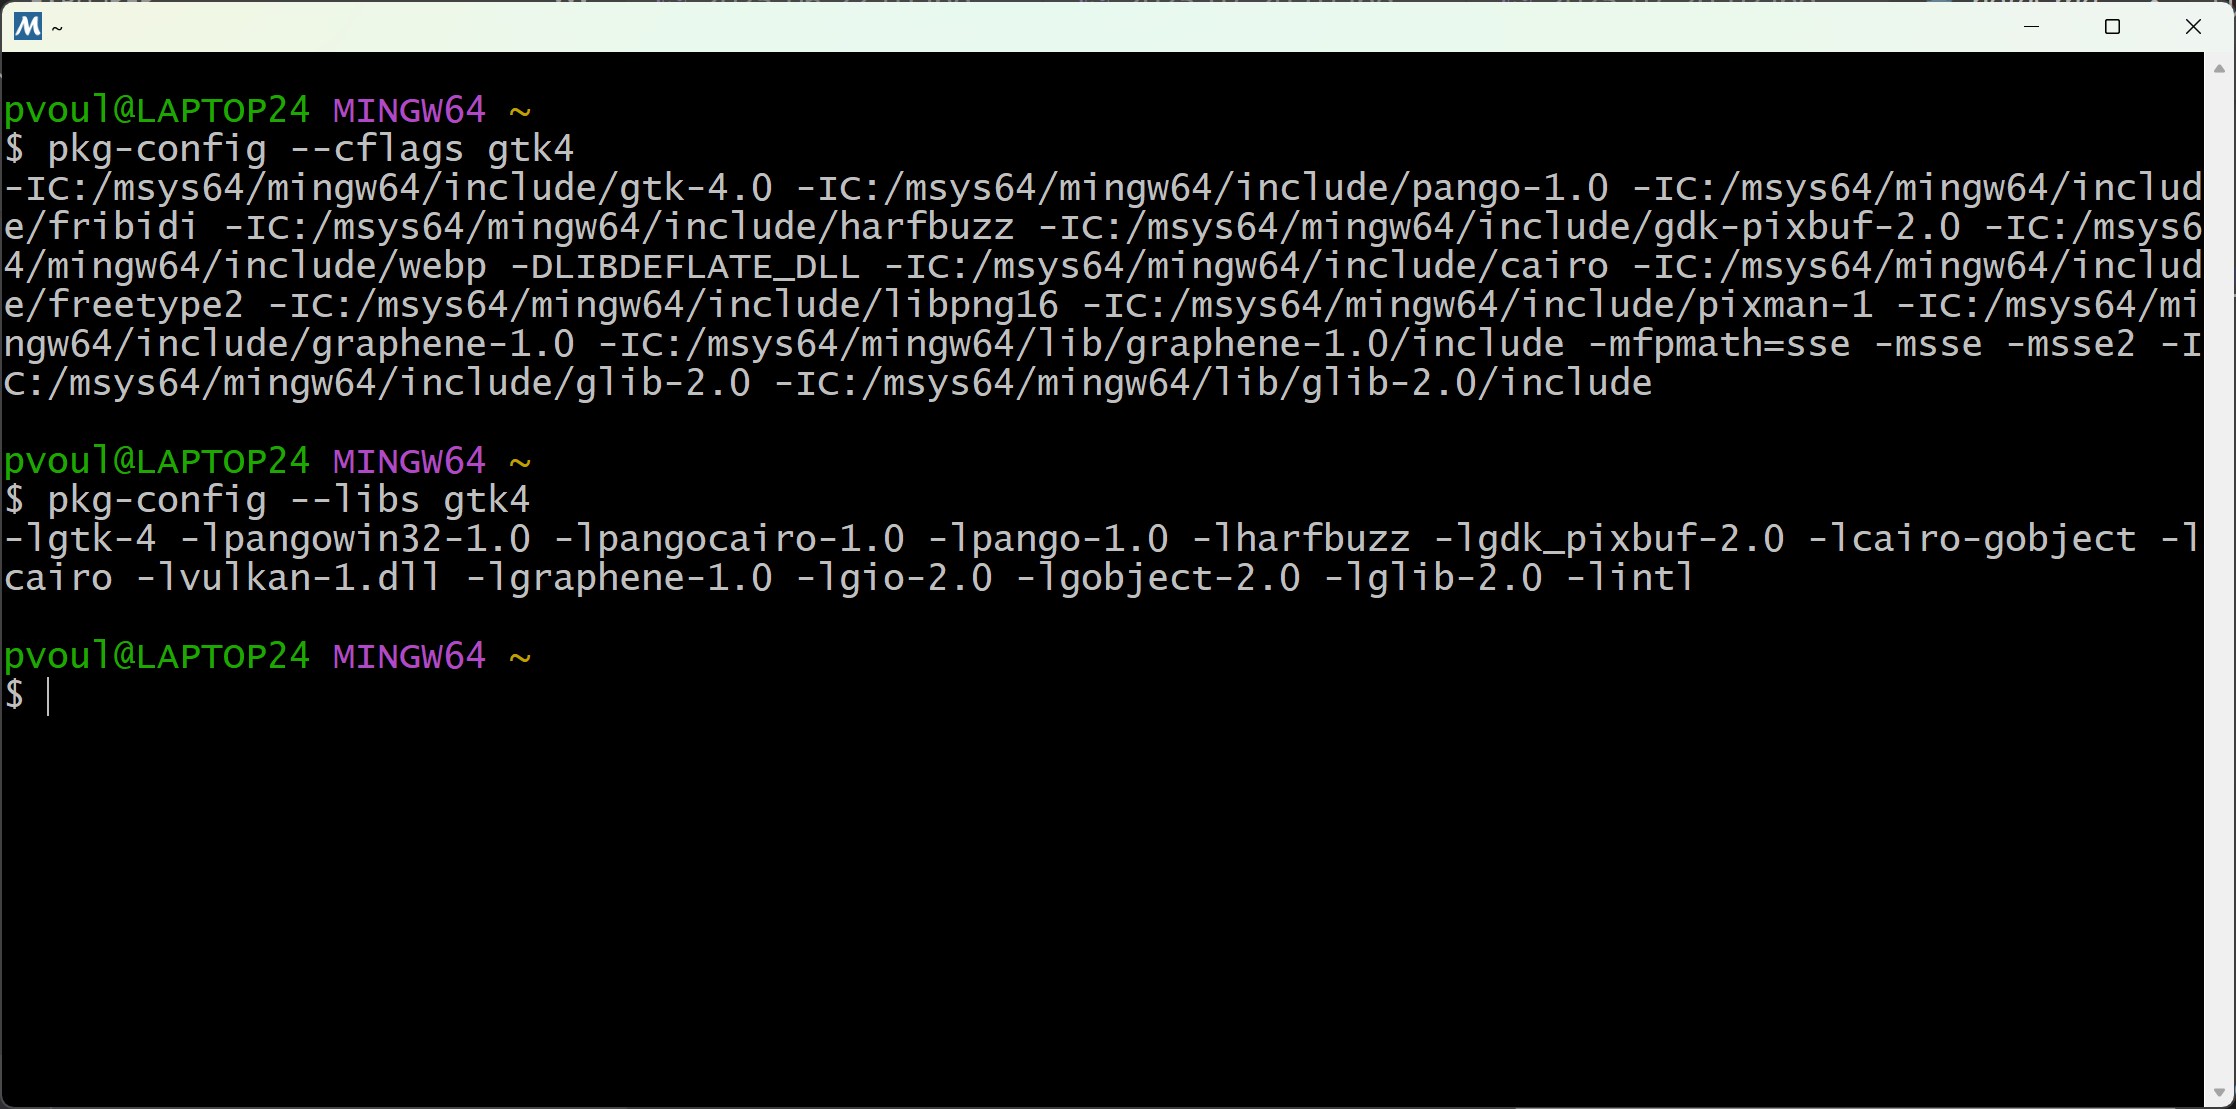 ~
pvoul@LAPTOP24 MINGW64 ~
$ pkg-config --cflags gtk4
-IC:/msys64/mingw64/include/gtk-4.0 -IC:/msys64/mingw64/include/pango-1.0 -IC:/msys64/mingw64/includ
e/fribidi -IC:/msys64/mingw64/include/harfbuzz -IC:/msys64/mingw64/include/gdk-pixbuf-2.0 -IC:/msys6
4/mingw64/include/webp -DLIBDEFLATE_DLL -IC:/msys64/mingw64/include/cairo -IC:/msys64/mingw64/includ
e/freetype2 -IC:/msys64/mingw64/include/libpng16 -IC:/msys64/mingw64/include/pixman-1 -IC:/msys64/mi
ngw64/include/graphene-1.0 -IC:/msys64/mingw64/lib/graphene-1.0/include -mfpmath=sse -msse -msse2 -I
C:/msys64/mingw64/include/glib-2.0 -IC:/msys64/mingw64/lib/glib-2.0/include
pvoul@LAPTOP24 MINGW64 ~
$ pkg-config --libs gtk4
-lgtk-4 -lpangowin32-1.0 -lpangocairo-1.0 -lpango-1.0 -lharfbuzz -lgdk_pixbuf-2.0 -lcairo-gobject -l
cairo -lvulkan-1.dll -lgraphene-1.0 -lgio-2.0 -lgobject-2.0 -lglib-2.0 -lintl
pvoul@LAPTOP24 MINGW64 ~
$